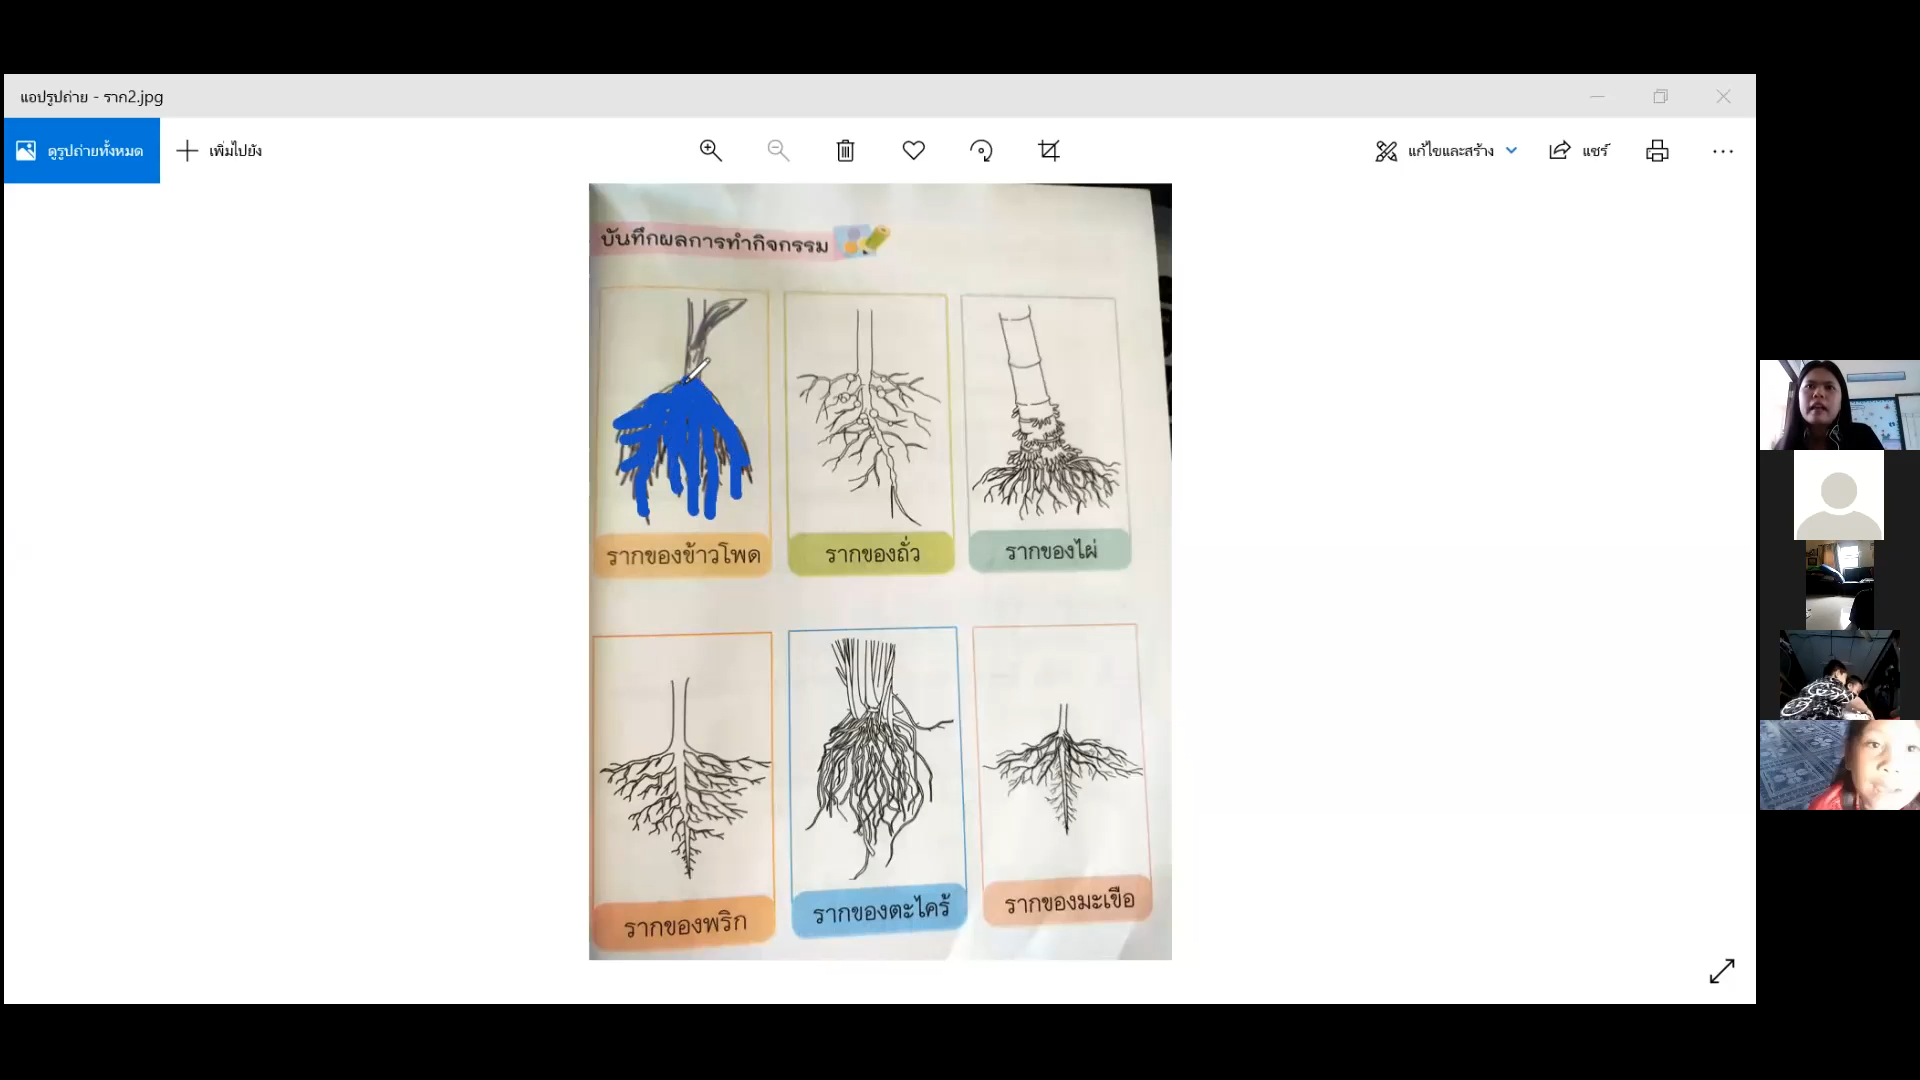 แอปรูปถ่าย - ราก2.jpg
ดูรูปถ่ายทั้งหมด
เพิ่มไปยัง
แก้ไขและสร้าง
แชร์
บันทึกผลการทำกิจกรรม
รากของข้าวโพด
รากของถั่ว
รากของไผ่
รากของพริก
รากของตะไคร้
รากของมะเขือ